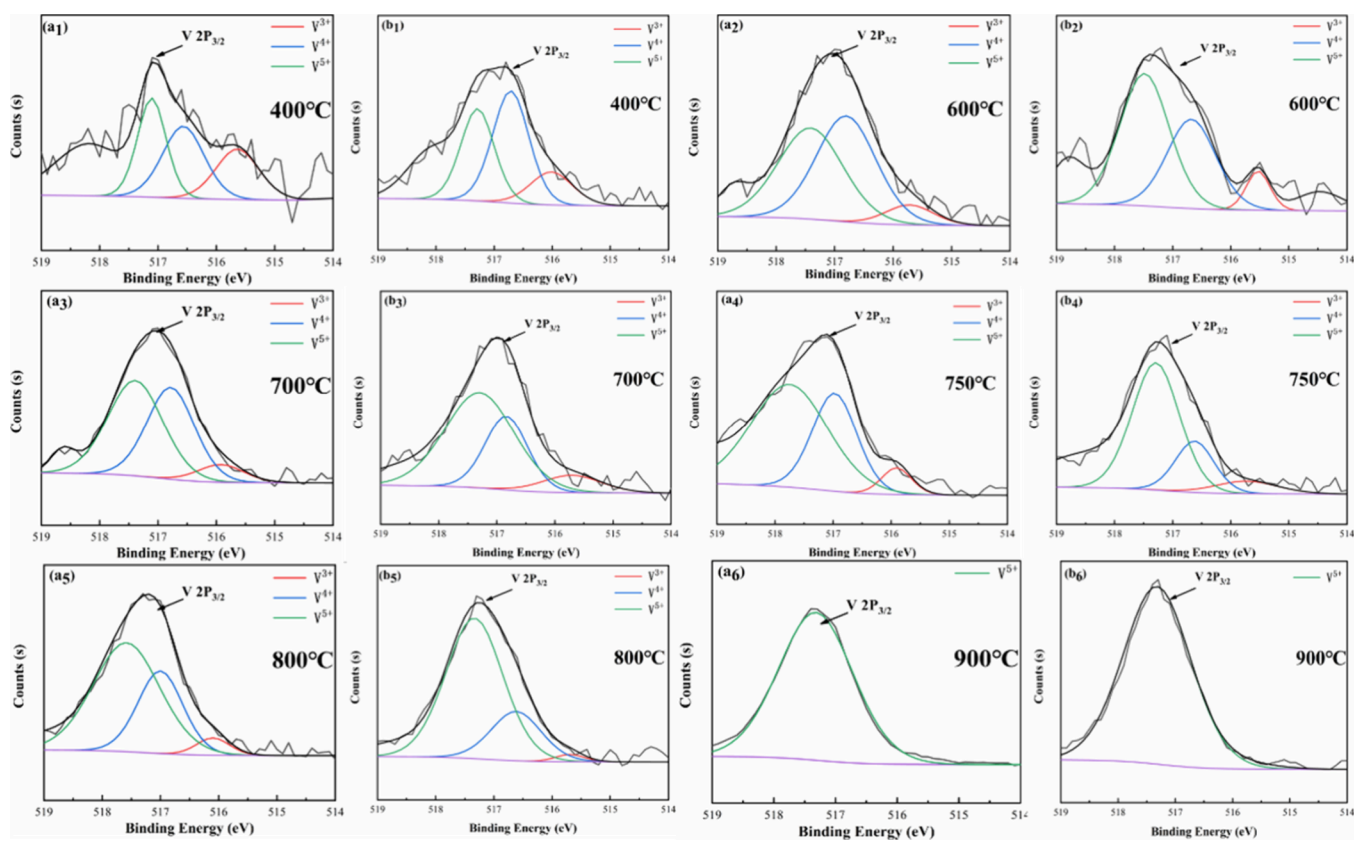 (a1)
V 2P3/2
V3+
V4+
V5+
400°C
Counts (s)
519 518 517 516 515 514
Binding Energy (eV)
(b1)
V 2P3/2
V3+
V4+
V5+
400°C
Counts (s)
519 518 517 516 515 514
Binding Energy (eV)
(a2)
V 2P3/2
V3+
V4+
V5+
600°C
Counts (s)
519 518 517 516 515 514
Binding Energy (eV)
(b2)
V 2P3/2
V3+
V4+
V5+
600°C
Counts (s)
519 518 517 516 515 514
Binding Energy (eV)
(a3)
V 2P3/2
V3+
V4+
V5+
700°C
Counts (s)
519 518 517 516 515 514
Binding Energy (eV)
(b3)
V 2P3/2
V3+
V4+
V5+
700°C
Counts (s)
519 518 517 516 515 514
Binding Energy (eV)
(a4)
V 2P3/2
V3+
V4+
V5+
750°C
Counts (s)
519 518 517 516 515 514
Binding Energy (eV)
(b4)
V 2P3/2
V3+
V4+
V5+
750°C
Counts (s)
519 518 517 516 515 514
Binding Energy (eV)
(a5)
V 2P3/2
V3+
V4+
V5+
800°C
Counts (s)
519 518 517 516 515 514
Binding Energy (eV)
(b5)
V 2P3/2
V3+
V4+
V5+
800°C
Counts (s)
519 518 517 516 515 514
Binding Energy (eV)
(a6)
V5+
V 2P3/2
900°C
Counts (s)
519 518 517 516 515 514
Binding Energy (eV)
(b6)
V 2P3/2
V5+
900°C
Counts (s)
519 518 517 516 515 514
Binding Energy (eV)